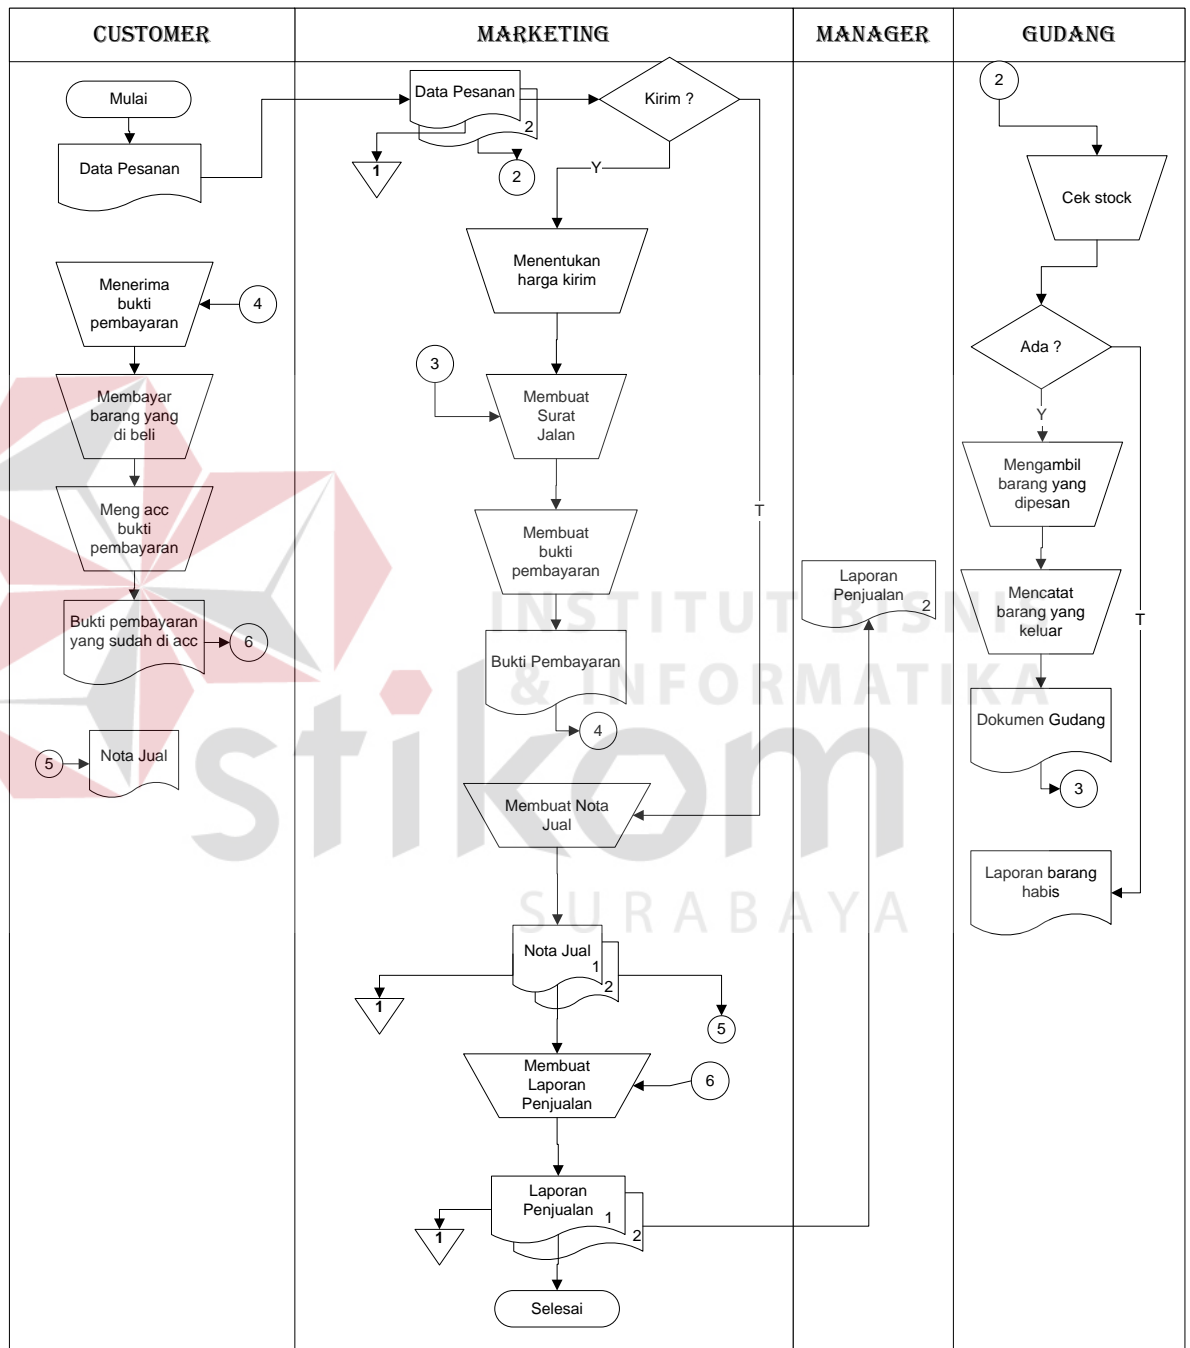 CUSTOMER
MARKETING
MANAGER
GUDANG
Mulai
Data Pesanan
Menerima
bukti
pembayaran
4
Membayar
barang yang
di beli
Meng acc
bukti
pembayaran
Bukti pembayaran
yang sudah di acc
6
5
Nota Jual
Data Pesanan
2
1
2
Kirim ?
Y
T
Menentukan
harga kirim
3
Membuat
Surat
Jalan
Membuat
bukti
pembayaran
Bukti Pembayaran
4
Membuat Nota
Jual
Nota Jual
1
2
1
5
Membuat
Laporan
Penjualan
6
Laporan
Penjualan
1
2
1
Selesai
Laporan
Penjualan
2
2
Cek stock
Ada ?
Y
T
Mengambil
barang yang
dipesan
Mencatat
barang yang
keluar
Dokumen Gudang
3
Laporan barang
habis
INSTITUT BISNIS
& INFORMATIKA
stikom
SURABAYA